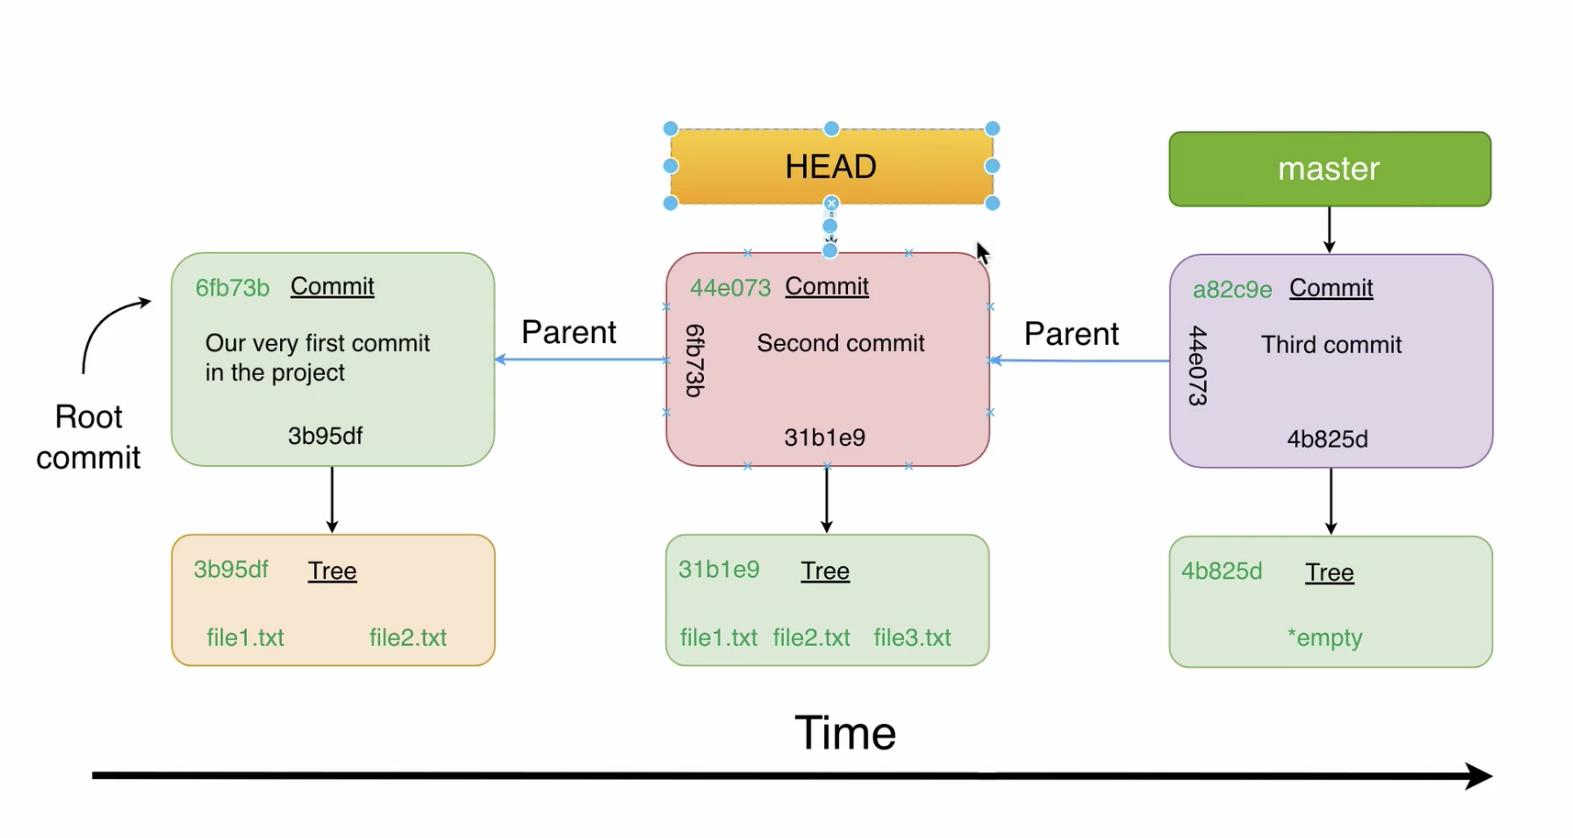 HEAD
master
6fb73b Commit
Our very first commit
in the project
3b95df
Parent
44e073 Commit
6fb73b
Second commit
31b1e9
Parent
a82c9e Commit
44e073
Third commit
4b825d
Root
commit
3b95df Tree
file1.txt file2.txt
31b1e9 Tree
file1.txt file2.txt file3.txt
4b825d Tree
*empty
Time